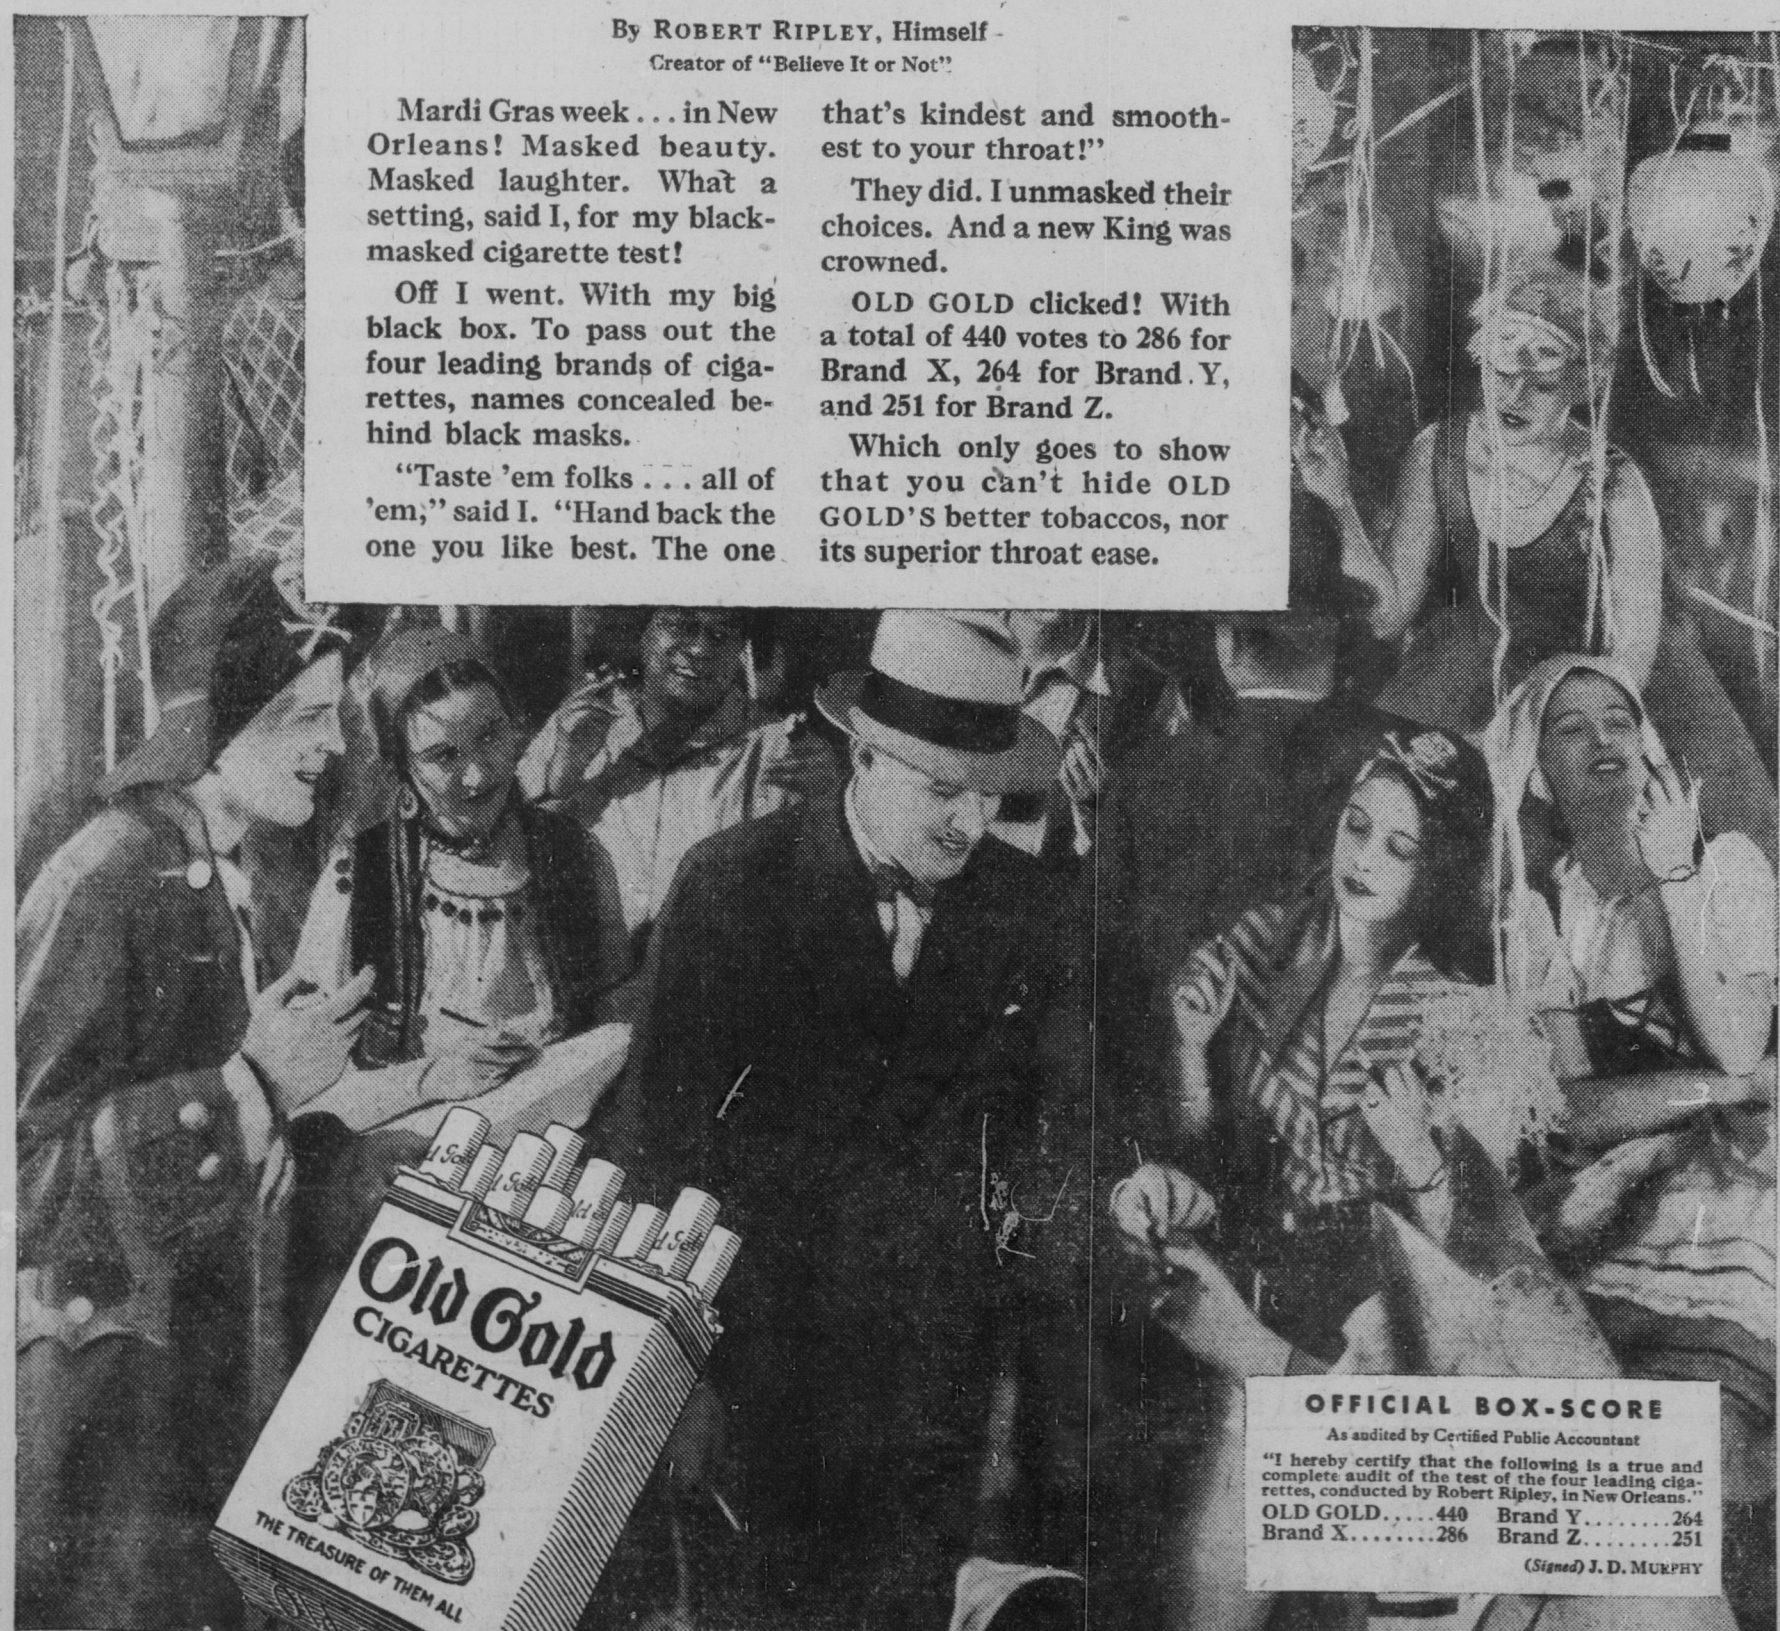 By ROBERT RIPLEY, Himself
Creator of "Believe It or Not"
Mardi Gras week . . . in New
Orleans! Masked beauty.
Masked laughter. What a
setting, said I, for my black-
masked cigarette test!
Off I went. With my big
black box. To pass out the
four leading brands of ciga-
rettes, names concealed be-
hind black masks.
"Taste 'em folks . . . all of
'em," said I. "Hand back the
one you like best. The one
that's kindest and smooth-
est to your throat!"
They did. I unmasked their
choices. And a new King was
crowned.
OLD GOLD clicked! With
a total of 440 votes to 286 for
Brand X, 264 for Brand Y,
and 251 for Brand Z.
Which only goes to show
that you can't hide OLD
GOLD'S better tobaccos, nor
its superior throat ease.
Old Gold
CIGARETTES
THE TREASURE OF THEM ALL
OFFICIAL BOX-SCORE
As audited by Certified Public Accountant
"I hereby certify that the following is a true and
complete audit of the test of the four leading ciga-
rettes, conducted by Robert Ripley, in New Orleans."
OLD GOLD.....440 Brand Y........264
Brand X........286 Brand Z........251
(Signed) J. D. MURPHY